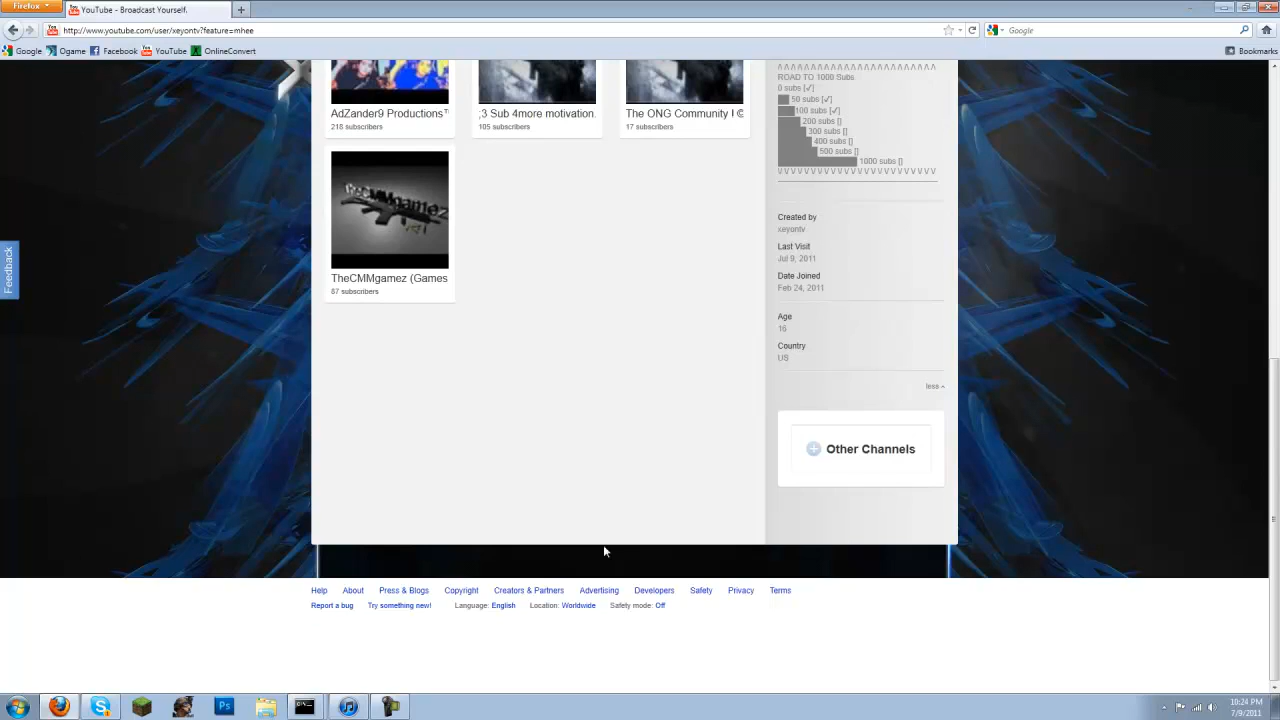 Firefox
YouTube - Broadcast Yourself.
http://www.youtube.com/user/xeyontv?feature=mhee
Google
Google
Ogame
Facebook
YouTube
OnlineConvert
Bookmarks
AdZander9 Productions™
218 subscribers
;3 Sub 4more motivation.
105 subscribers
The ONG Community I ©
17 subscribers
TheCMMgamez
TheCMMgamez (Games
87 subscribers
ROAD TO 1000 Subs
0 subs [√]
50 subs [√]
100 subs [√]
200 subs []
300 subs []
400 subs []
500 subs []
1000 subs []
V V V V V V V V V V V V V V V V V V V V V V V V
Created by
xeyontv
Last Visit
Jul 9, 2011
Date Joined
Feb 24, 2011
Age
16
Country
US
less
Other Channels
Feedback
Help About Press & Blogs Copyright Creators & Partners Advertising Developers Safety Privacy Terms
Report a bug Try something new! Language: English Location: Worldwide Safety mode: Off
10:24 PM
7/9/2011